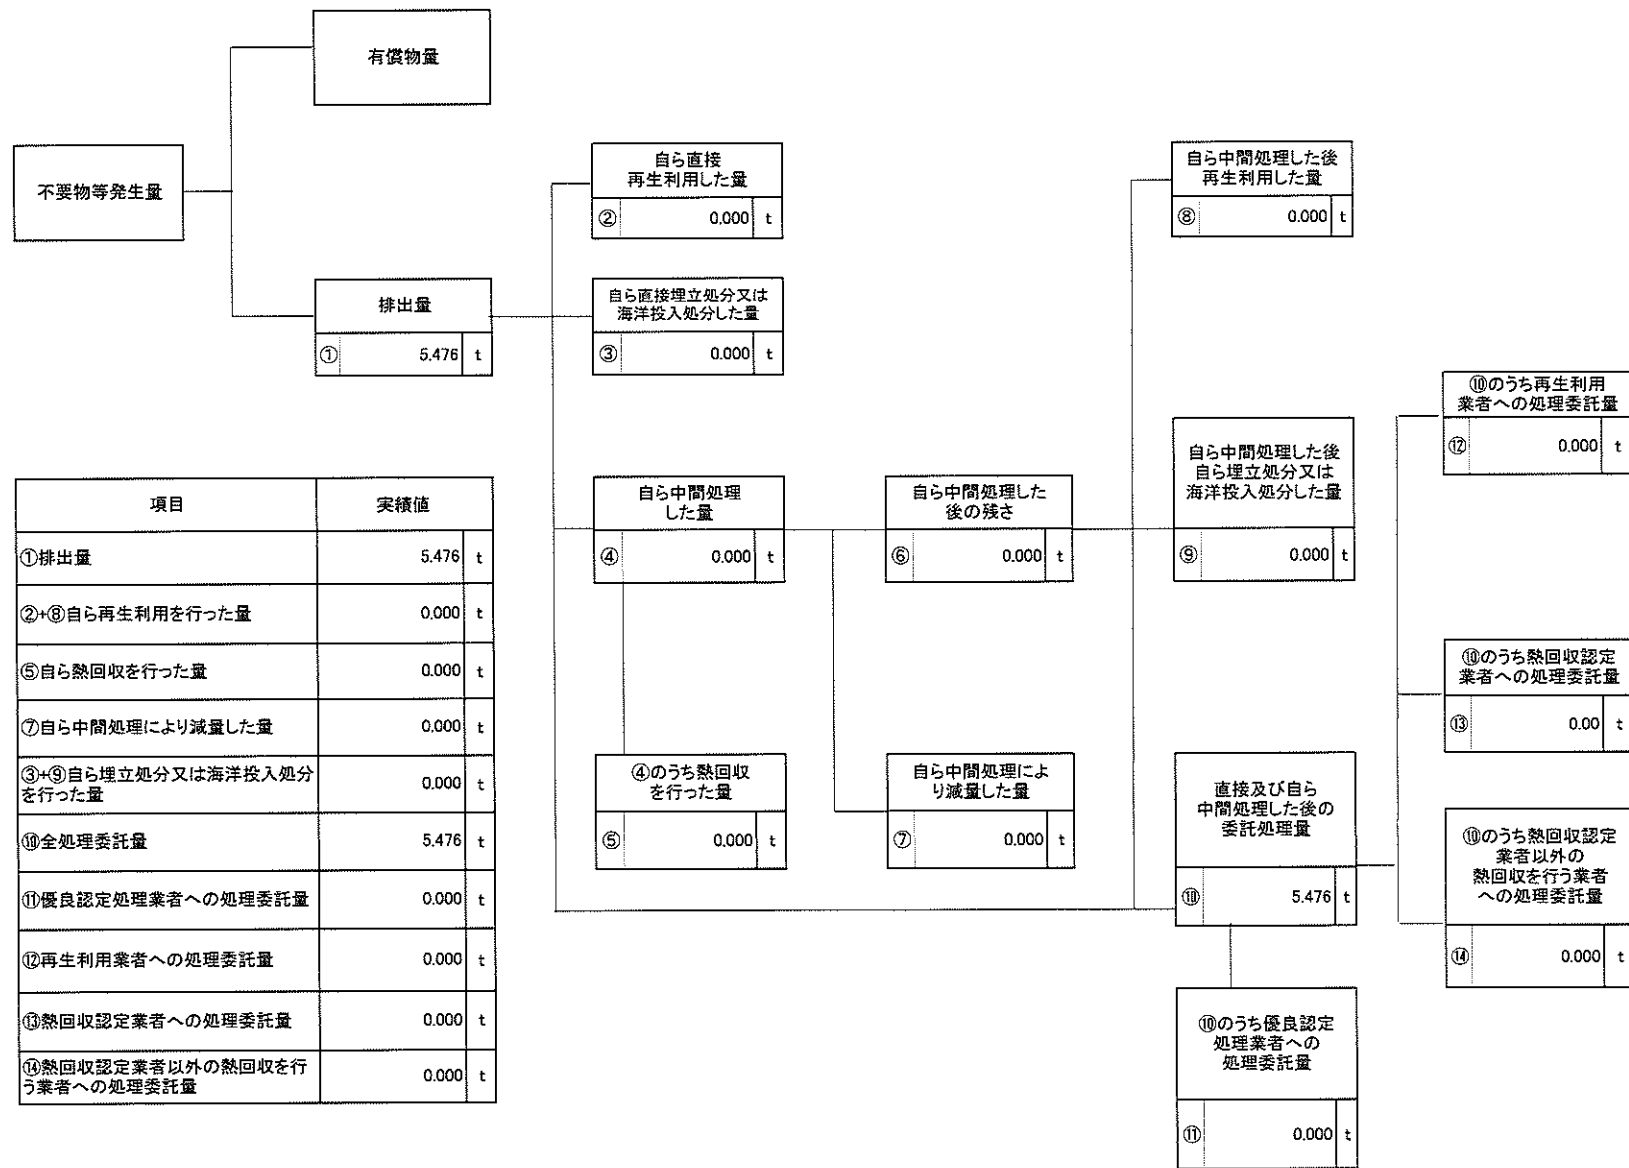 有償物量
不要物等発生量
排出量
① 5.476 t
自ら直接
再生利用した量
② 0.000 t
自ら直接埋立処分又は
海洋投入処分した量
③ 0.000 t
自ら中間処理
した量
④ 0.000 t
④のうち熱回収
を行った量
⑤ 0.000 t
自ら中間処理した
後の残さ
⑥ 0.000 t
自ら中間処理によ
り減量した量
⑦ 0.000 t
自ら中間処理した後
再生利用した量
⑧ 0.000 t
自ら中間処理した後
自ら埋立処分又は
海洋投入処分した量
⑨ 0.000 t
直接及び自ら
中間処理した後の
委託処理量
⑩ 5.476 t
⑩のうち優良認定
処理業者への
処理委託量
⑪ 0.000 t
⑩のうち再生利用
業者への処理委託量
⑫ 0.000 t
⑩のうち熱回収認定
業者への処理委託量
⑬ 0.00 t
⑩のうち熱回収認定
業者以外の
熱回収を行う業者
への処理委託量
⑭ 0.000 t
項目 実績値
①排出量 5.476 t
②+⑧自ら再生利用を行った量 0.000 t
⑤自ら熱回収を行った量 0.000 t
⑦自ら中間処理により減量した量 0.000 t
③+⑨自ら埋立処分又は海洋投入処分
を行った量 0.000 t
⑩全処理委託量 5.476 t
⑪優良認定処理業者への処理委託量 0.000 t
⑫再生利用業者への処理委託量 0.000 t
⑬熱回収認定業者への処理委託量 0.000 t
⑭熱回収認定業者以外の熱回収を行
う業者への処理委託量 0.000 t